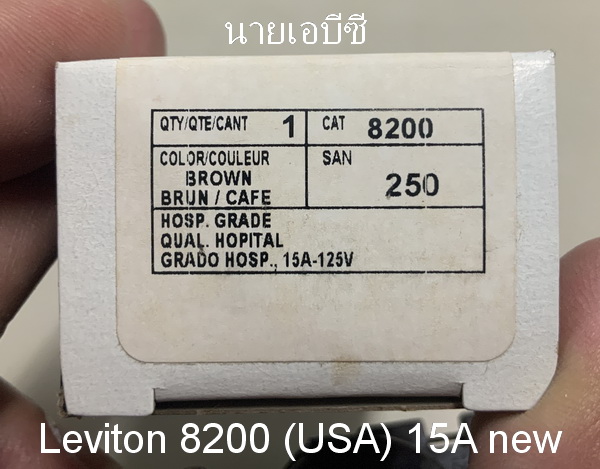 นายเอบีซี
QTY/QTE/CANT 1 CAT 8200
COLOR/COULEUR SAN
BROWN 250
BRUN / CAFE
HOSP. GRADE
QUAL. HOPITAL
GRADO HOSP., 15A-125V
Leviton 8200 (USA) 15A new